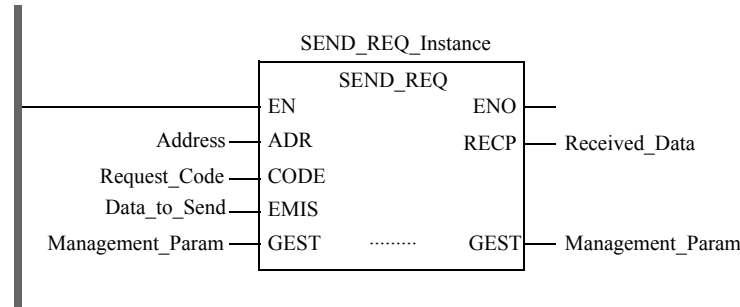 SEND_REQ_Instance
SEND_REQ
EN ENO
Address ADR RECP Received_Data
Request_Code CODE
Data_to_Send EMIS
Management_Param GEST ......... GEST Management_Param